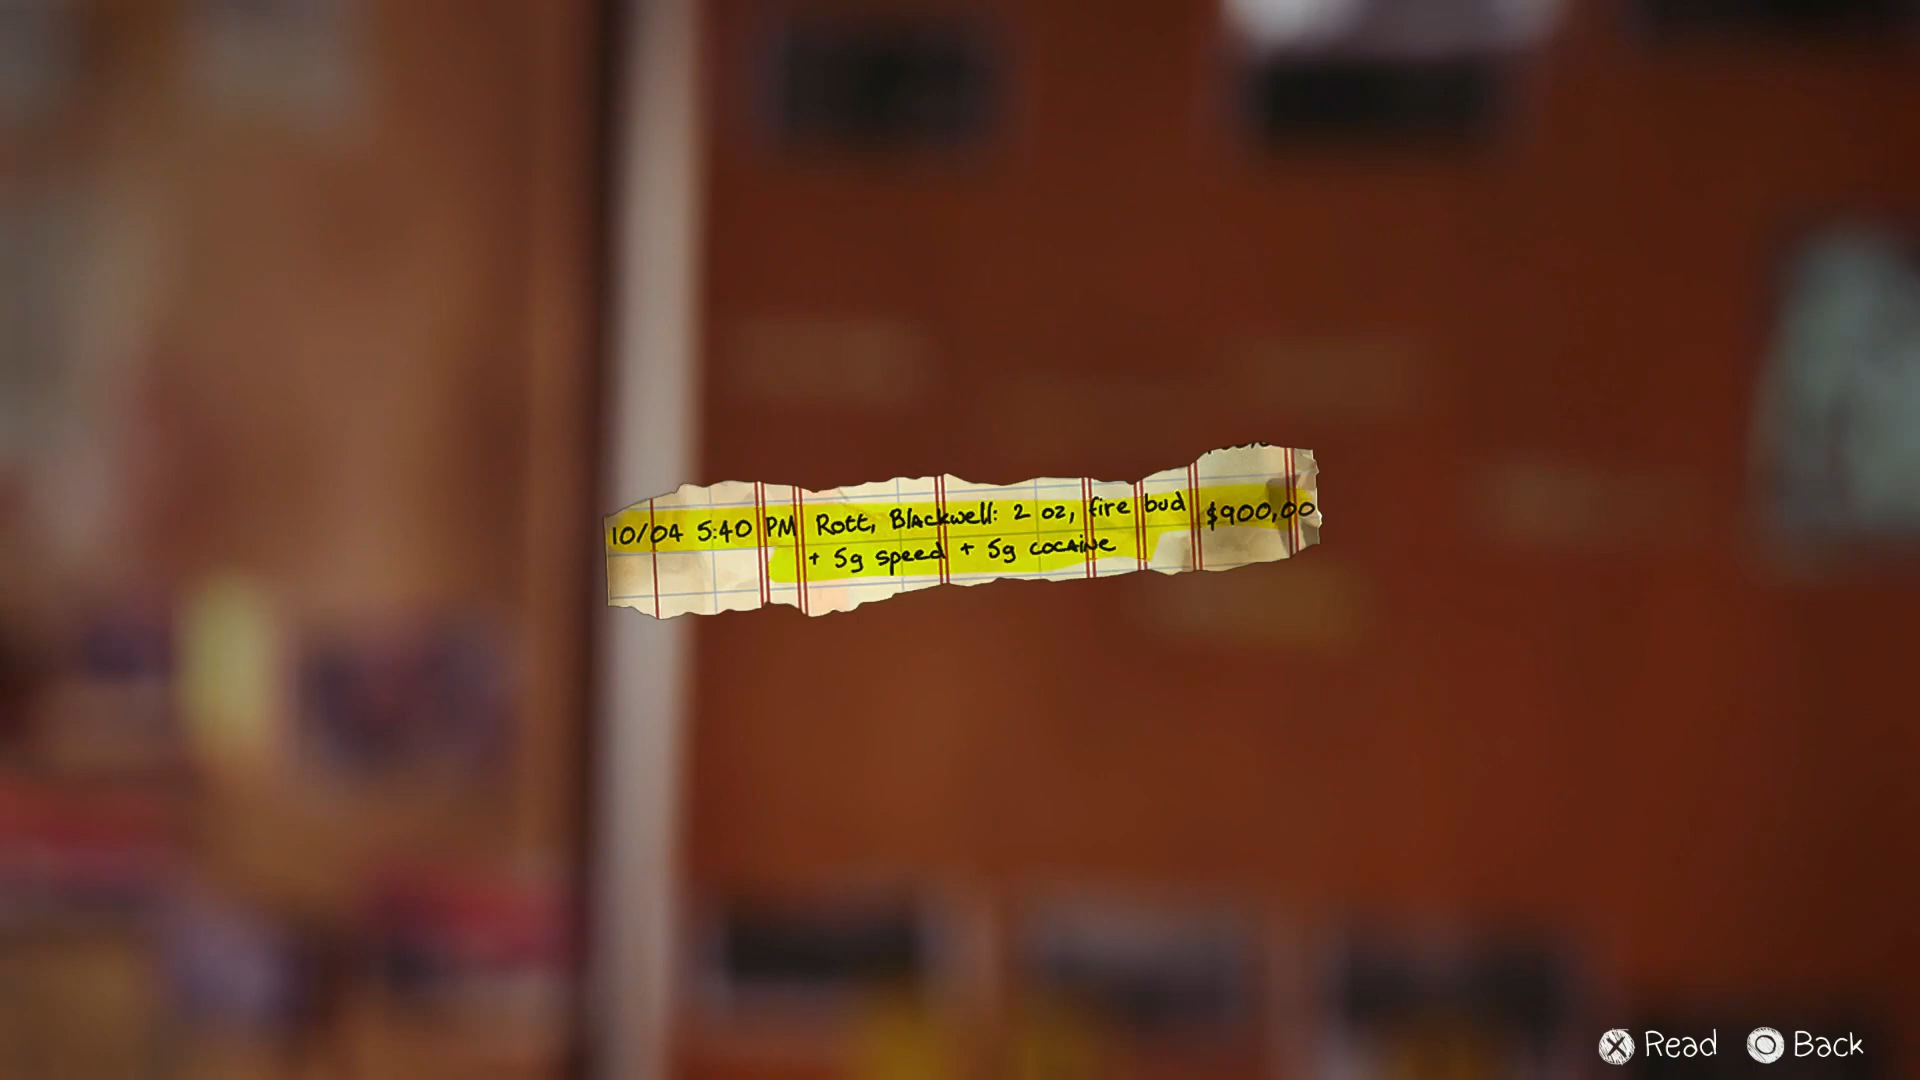 10/04 5:40 PM Rott, Blackwell: 2 oz, fire bud $900,00
+ 5g speed + 5g cocaine
Read Back